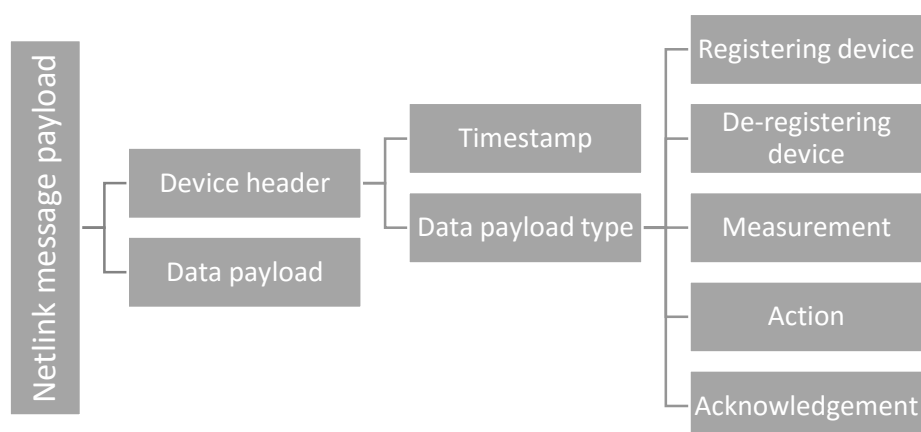 Netlink message payload
Device header
Data payload
Timestamp
Data payload type
Registering device
De-registering
device
Measurement
Action
Acknowledgement